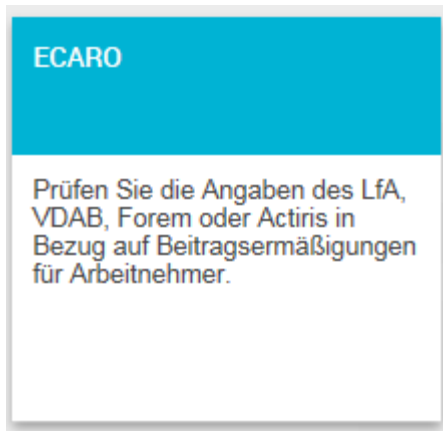 ECARO
Prüfen Sie die Angaben des LfA,
VDAB, Forem oder Actiris in
Bezug auf Beitragsermäßigungen
für Arbeitnehmer.